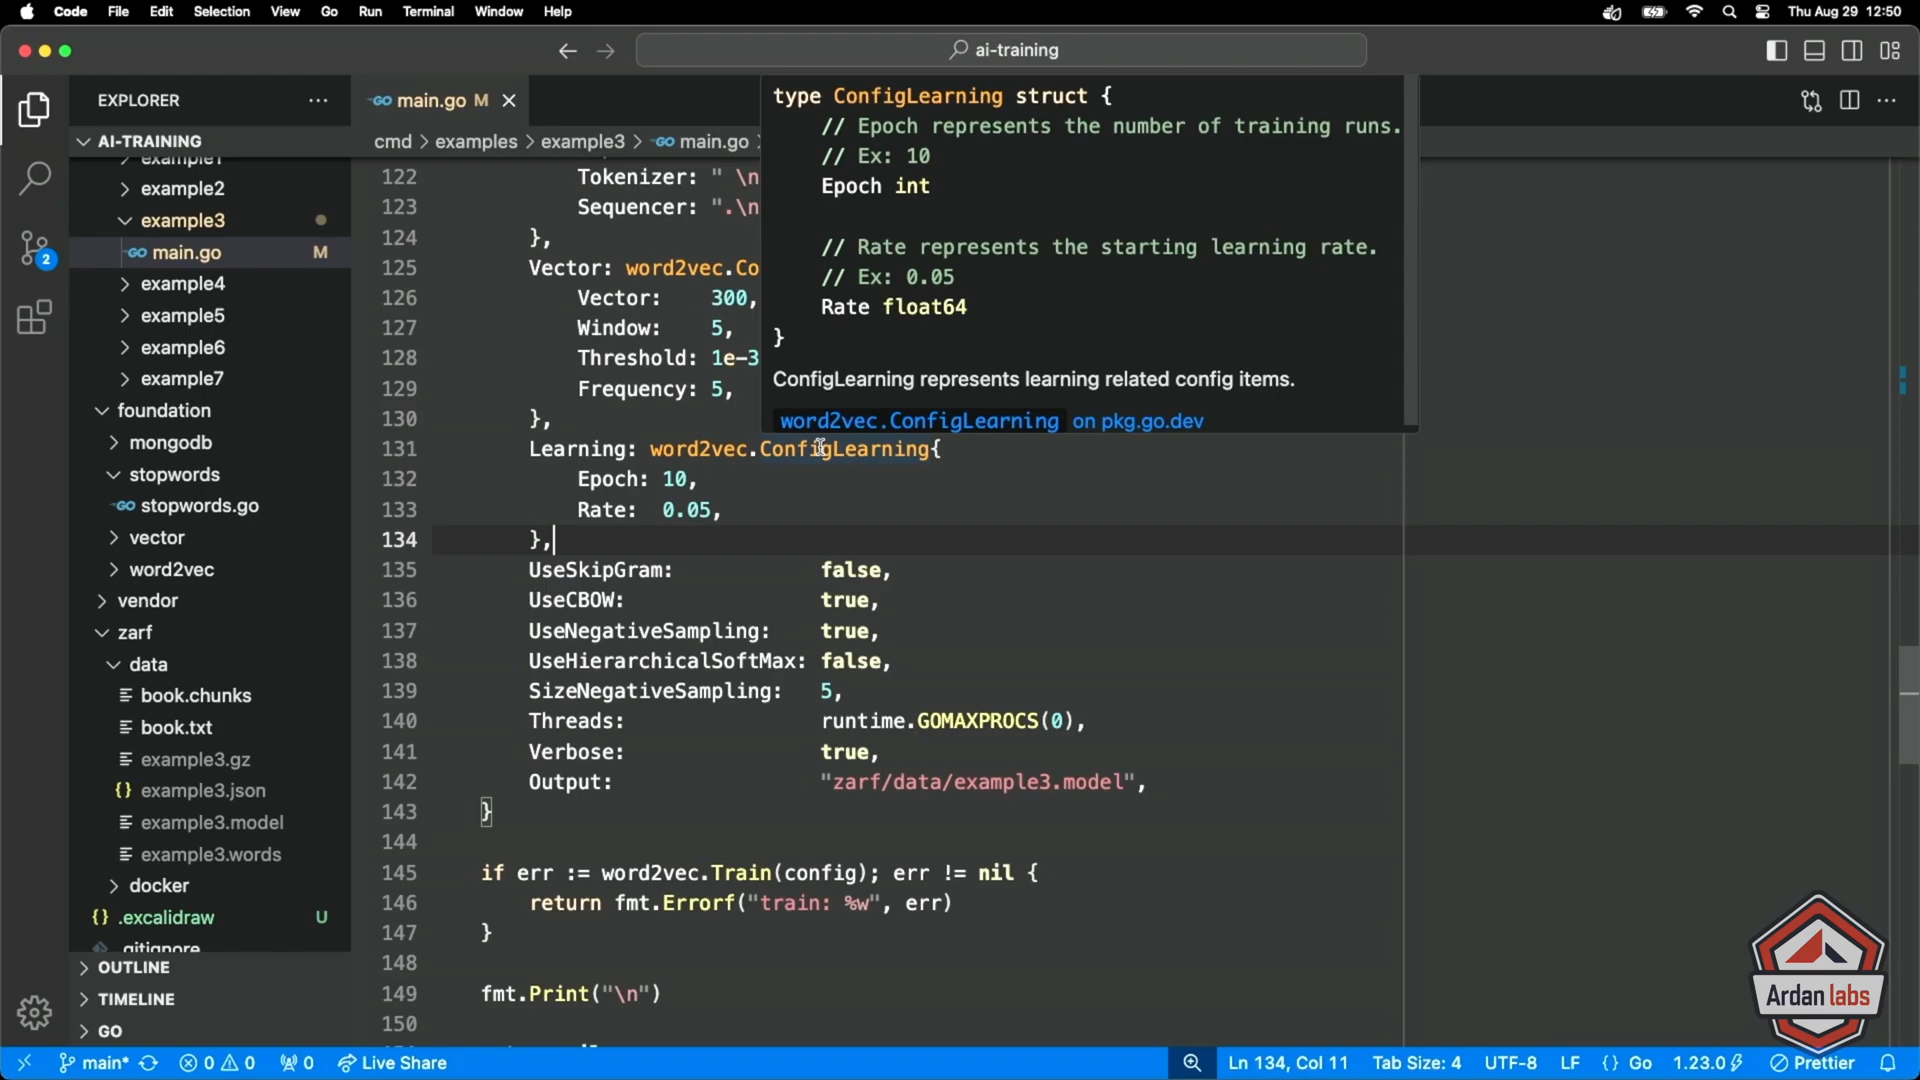 Code File Edit Selection View Go Run Terminal Window Help
Thu Aug 29 12:50
ai-training
EXPLORER
AI-TRAINING
example1
example2
example3
main.go M
example4
example5
example6
example7
foundation
mongodb
stopwords
stopwords.go
vector
word2vec
vendor
zarf
data
book.chunks
book.txt
example3.gz
{} example3.json
example3.model
example3.words
docker
{} .excalidraw U
.gitignore
OUTLINE
TIMELINE
GO
2
main.go M
cmd > examples > example3 > main.go >
type ConfigLearning struct {
// Epoch represents the number of training runs.
// Ex: 10
Epoch int
// Rate represents the starting learning rate.
// Ex: 0.05
Rate float64
}
ConfigLearning represents learning related config items.
word2vec.ConfigLearning on pkg.go.dev
122 Tokenizer: " \n
123 Sequencer: ".\n
124 },
125 Vector: word2vec.Co
126 Vector: 300,
127 Window: 5,
128 Threshold: 1e-3
129 Frequency: 5,
130 },
131 Learning: word2vec.ConfigLearning{
132 Epoch: 10,
133 Rate: 0.05,
134 },
135 UseSkipGram: false,
136 UseCBOW: true,
137 UseNegativeSampling: true,
138 UseHierarchicalSoftMax: false,
139 SizeNegativeSampling: 5,
140 Threads: runtime.GOMAXPROCS(0),
141 Verbose: true,
142 Output: "zarf/data/example3.model",
143 }
144
145 if err := word2vec.Train(config); err != nil {
146 return fmt.Errorf("train: %w", err)
147 }
148
149 fmt.Print("\n")
150
Ardan labs
main* 0 0 0 Live Share
Ln 134, Col 11 Tab Size: 4 UTF-8 LF {} Go 1.23.0 Prettier